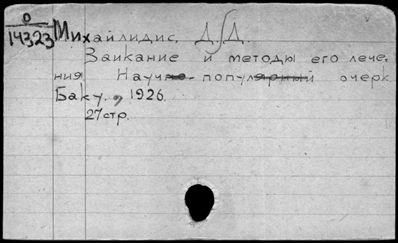 0
14323 Михайлидис, Д. Д.
Заикание и методы его лече-
ния Научно популярный очерк
Баку., 1926.
27 стр.